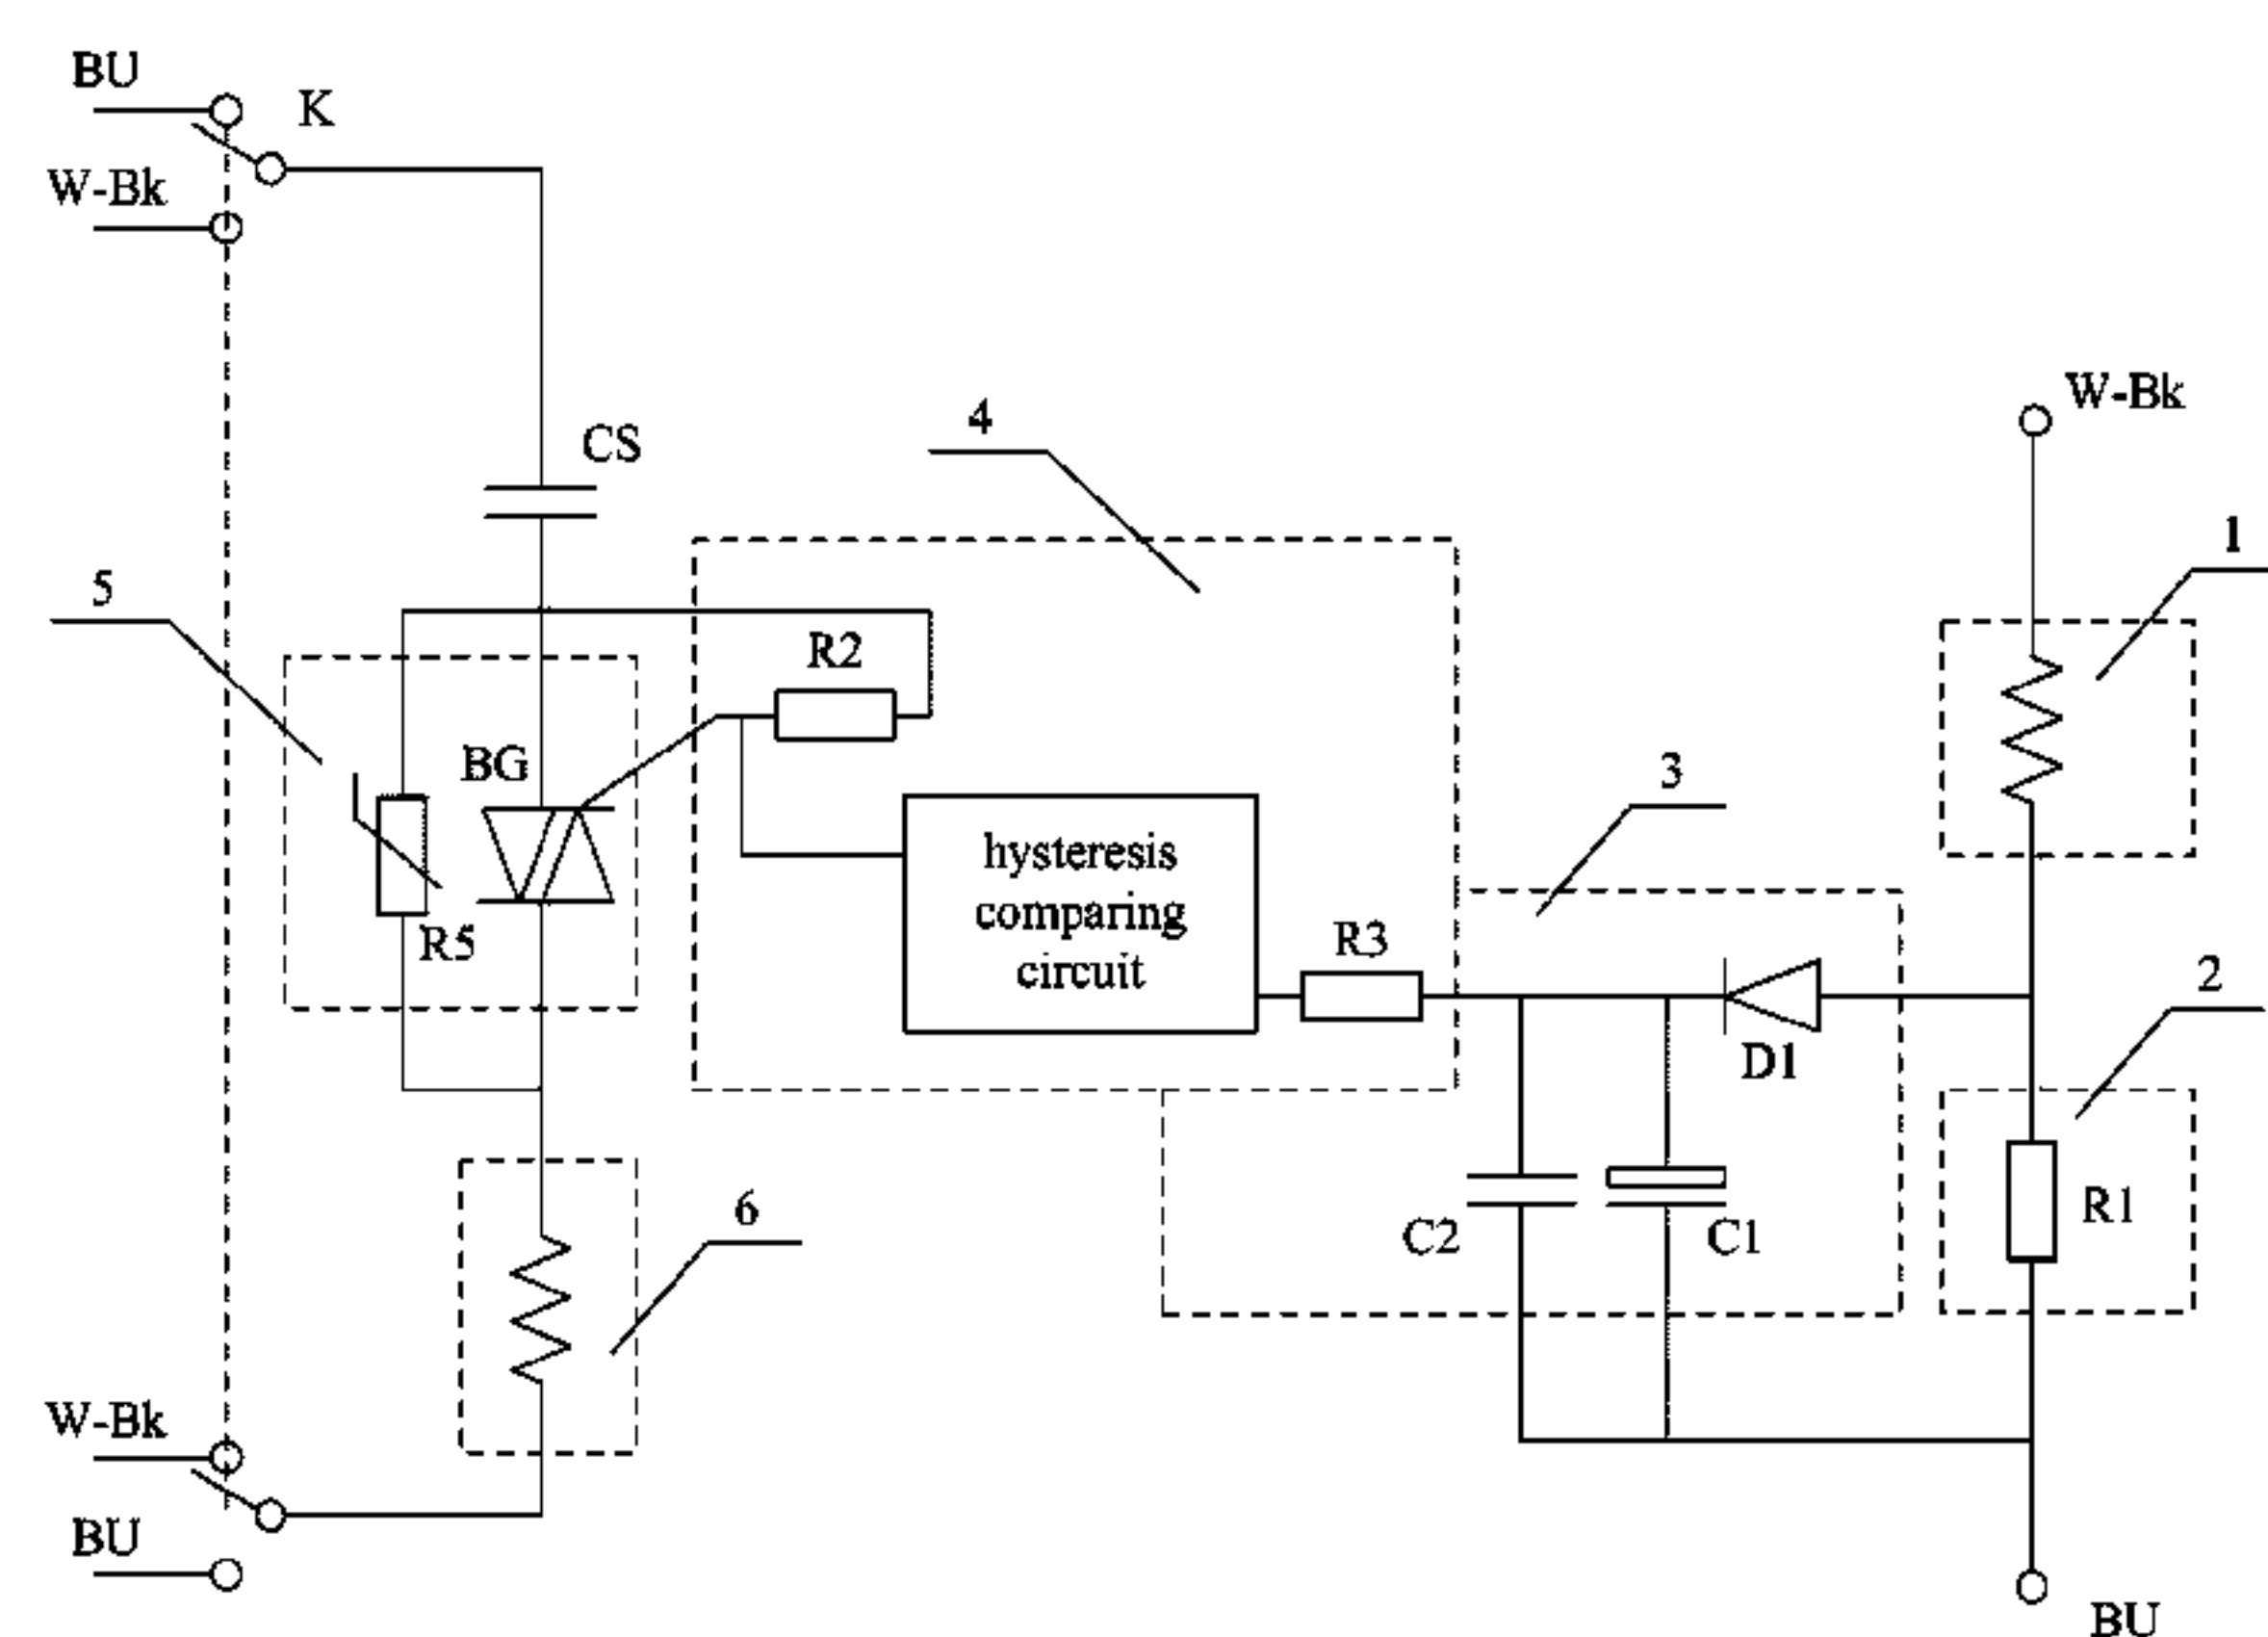 BU
K
W-Bk
CS
4
W-Bk
1
5
R2
BG
3
hysteresis
comparing
circuit
R3
R5
2
D1
6
C2
C1
R1
W-Bk
BU
BU